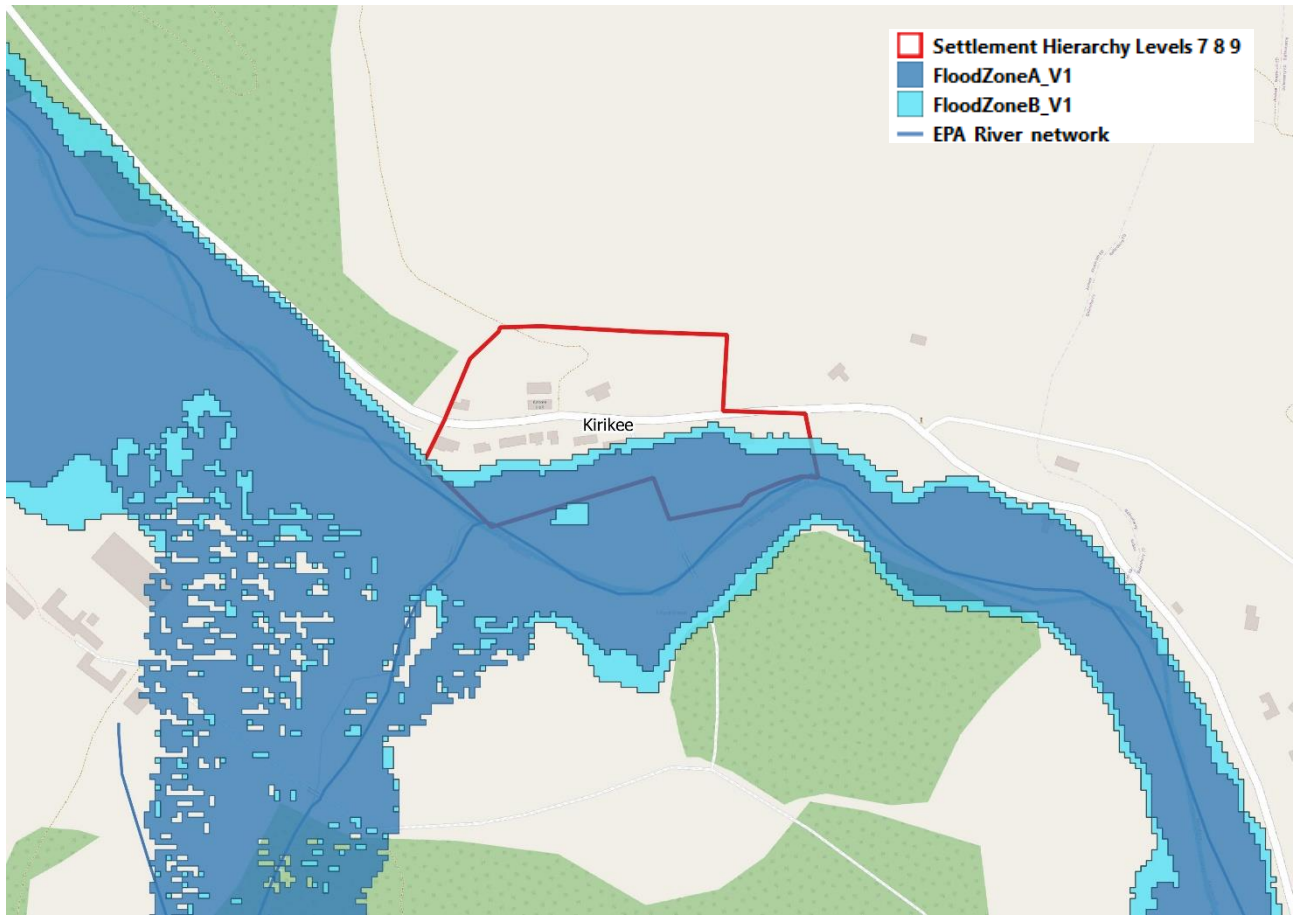 Settlement Hierarchy Levels 7 8 9
FloodZoneA_V1
FloodZoneB_V1
EPA River network
Kirikee